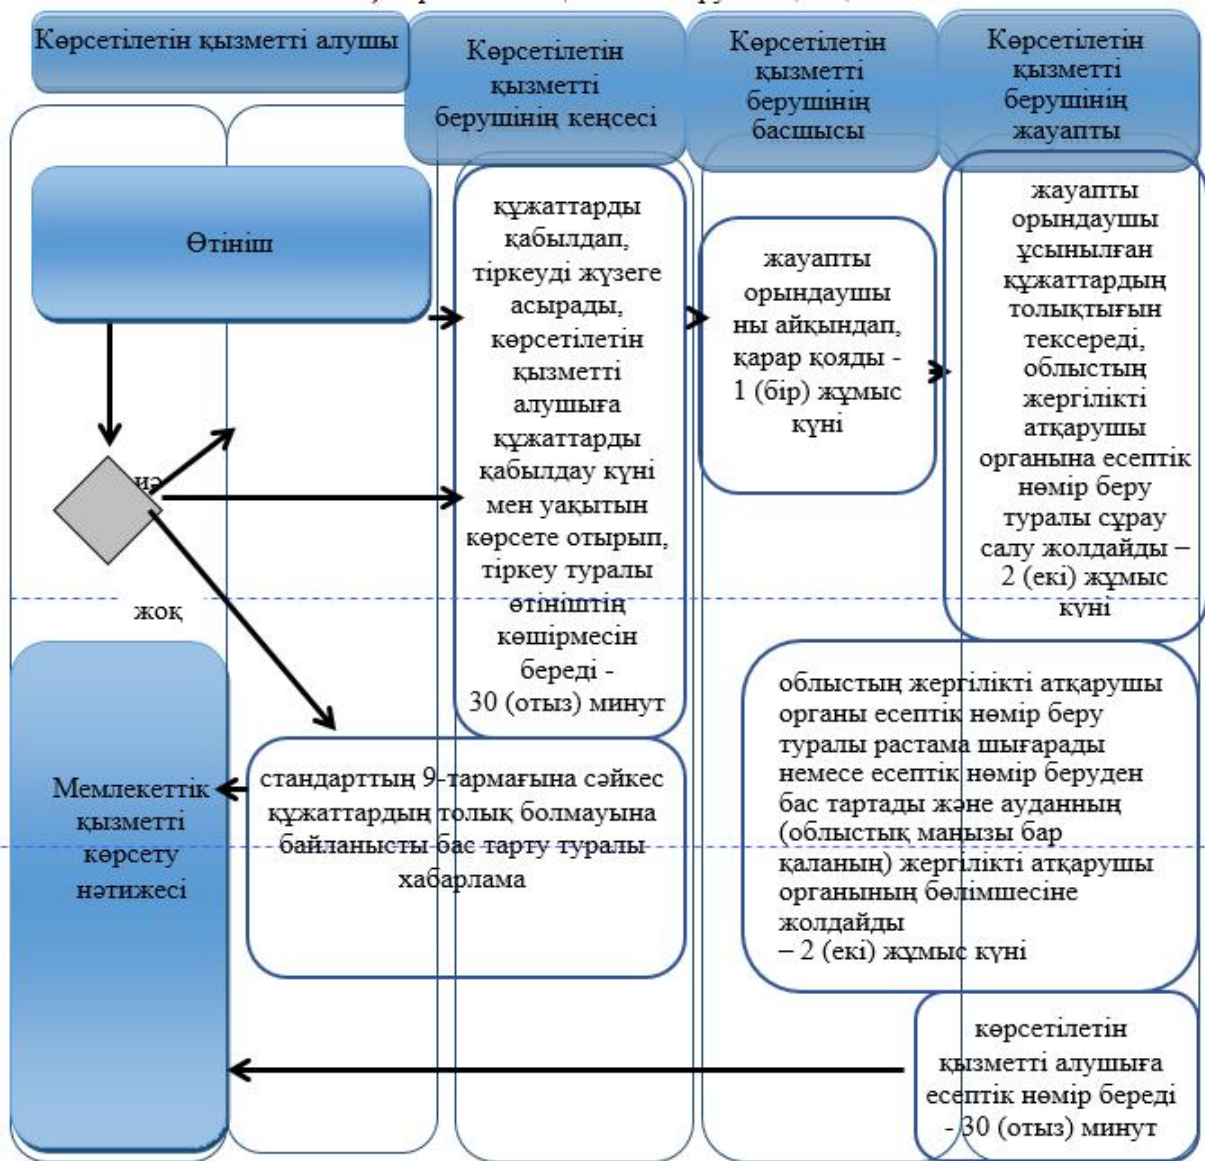 Көрсетілетін қызметті алушы
Көрсетілетін
қызметті
берушінің кеңсесі
Көрсетілетін
қызметті
берушінің
басшысы
Көрсетілетін
қызметті
берушінің
жауапты
Өтініш
құжаттарды
қабылдап,
тіркеуді жүзеге
асырады,
көрсетілетін
қызметті
алушыға
құжаттарды
қабылдау күні
мен уақытын
көрсете отырып,
тіркеу туралы
өтініштің
көшірмесін
береді -
30 (отыз) минут
жауапты
орындаушы
ны айқындап,
қарар қояды -
1 (бір) жұмыс
күні
жауапты
орындаушы
ұсынылған
құжаттардың
толықтығын
тексереді,
облыстың
жергілікті
атқарушы
органына есептік
нөмір беру
туралы сұрау
салу жолдайды –
2 (екі) жұмыс
күні
иә
жоқ
Мемлекеттік
қызметті
көрсету
нәтижесі
стандарттың 9-тармағына сәйкес
құжаттардың толық болмауына
байланысты бас тарту туралы
хабарлама
облыстың жергілікті атқарушы
органы есептік нөмір беру
туралы растама шығарады
немесе есептік нөмір беруден
бас тартады және ауданның
(облыстық маңызы бар
қаланың) жергілікті атқарушы
органының бөлімшесіне
жолдайды
– 2 (екі) жұмыс күні
көрсетілетін
қызметті алушыға
есептік нөмір береді
- 30 (отыз) минут